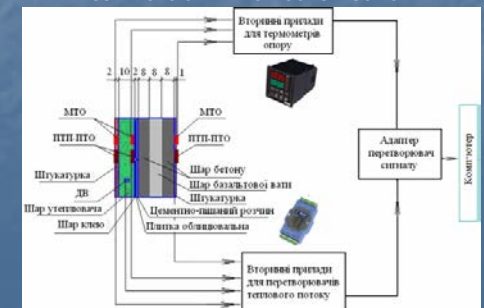 Вторинні прилади
для термометрів
опору
2 10 2 8 8 8 1
МТО
ПТП-ПТО
Штукатурка
ДВ
Шар утеплювача
Шар клею
МТО
ПТП-ПТО
Шар бетону
Шар базальтової вати
Штукатурка
Цементно-піщаний розчин
Плитка облицювальна
Адаптер
перетворювач
сигналу
Комп'ютер
Вторинні прилади
для перетворювачів
теплового потоку